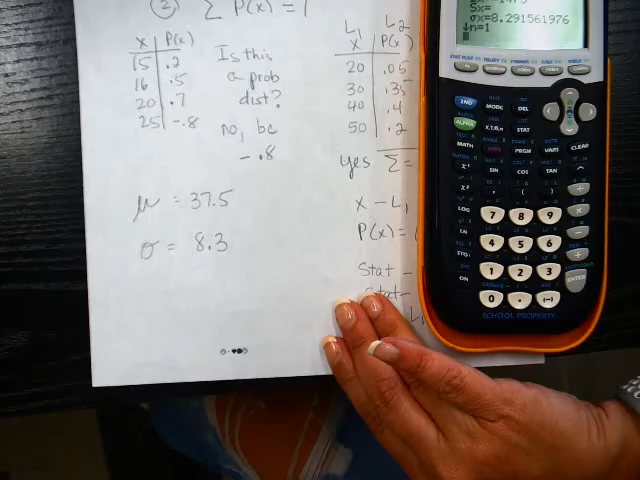 ② Σ P(x) = 1
x P(x)
15 .2
16 .5
20 .7
25 -.8
Is this
a prob
dist?
no, bc
-.8
L1 L2
x P(x)
20 .05
30 .35
40 .4
50 .2
yes Σ =
x - L1
P(x) =
Stat -
Stat-
L1
μ = 37.5
σ = 8.3
Sx=
σx=8.291561976
↓n=1
2ND MODE DEL
ALPHA X,T,θ,n STAT
MATH APPS PRGM VARS CLEAR
SIN COS TAN ^
LOG 7 8 9 ×
LN 4 5 6 −
STO→ 1 2 3 +
ON 0 . (-) ENTER
SCHOOL PROPERTY